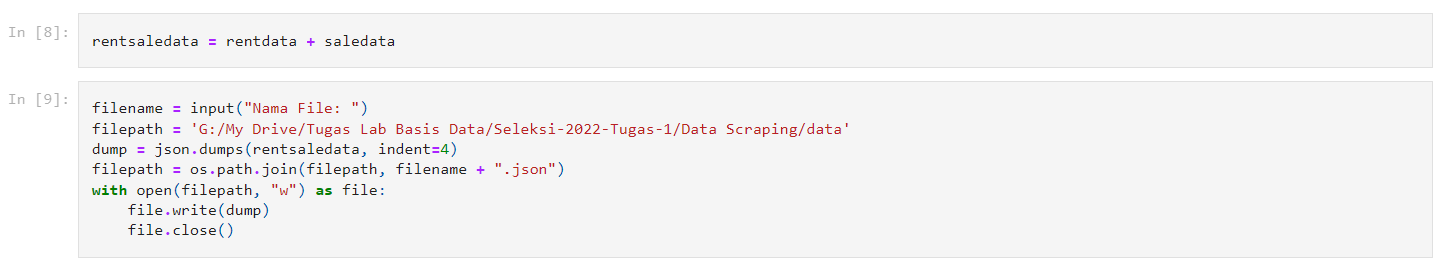 In [8]:
rentsaledata = rentdata + saledata
In [9]:
filename = input("Nama File: ")
filepath = 'G:/My Drive/Tugas Lab Basis Data/Seleksi-2022-Tugas-1/Data Scraping/data'
dump = json.dumps(rentsaledata, indent=4)
filepath = os.path.join(filepath, filename + ".json")
with open(filepath, "w") as file:
    file.write(dump)
    file.close()